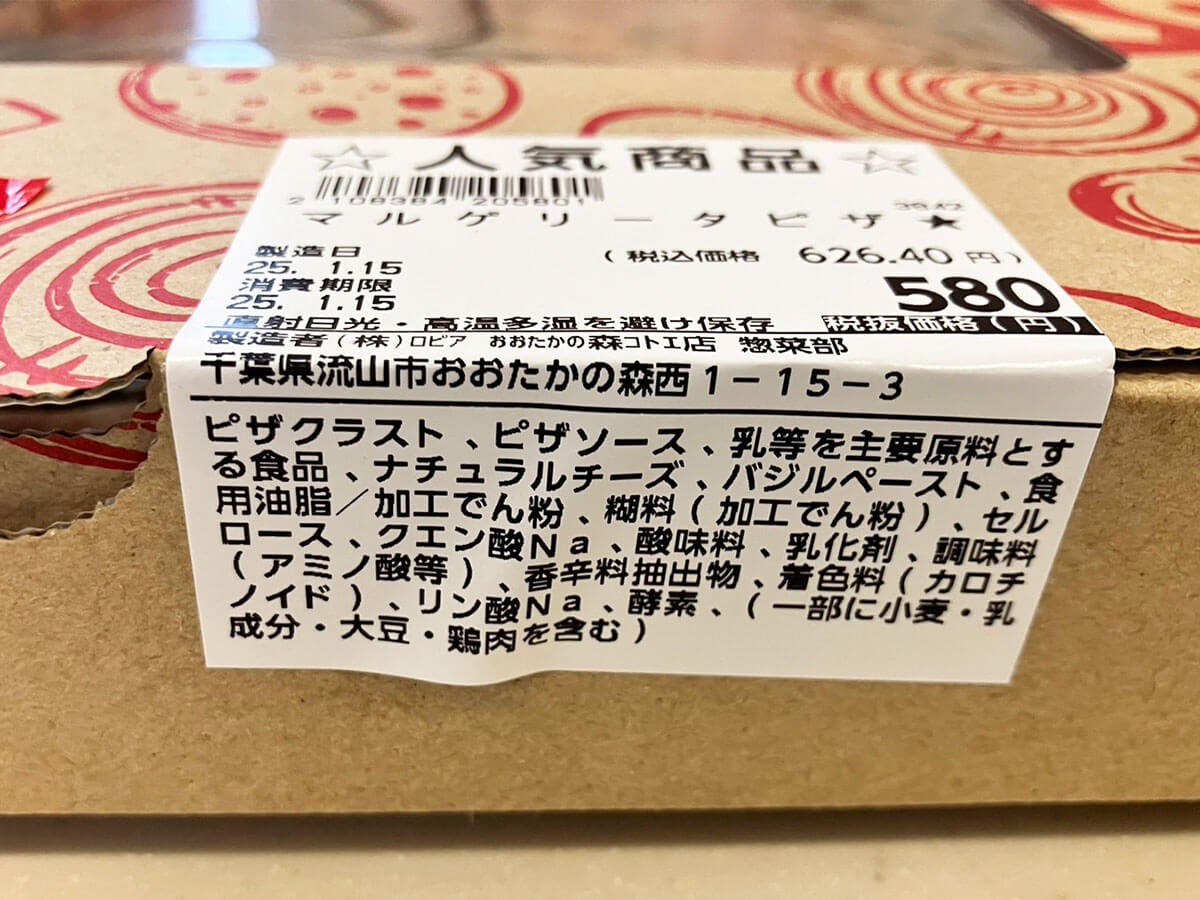 ☆人気商品☆
2 108384 205801
3942
マルゲリータピザ★
製造日
25. 1.15
(税込価格 626.40円)
消費期限
25. 1.15
580
直射日光・高温多湿を避け保存 税抜価格(円)
製造者(株)ロピア おおたかの森コトエ店 惣菜部
千葉県流山市おおたかの森西1-15-3
ピザクラスト、ピザソース、乳等を主要原料とす
る食品、ナチュラルチーズ、バジルペースト、食
用油脂/加工でん粉、糊料(加工でん粉)、セル
ロース、クエン酸Na、酸味料、乳化剤、調味料
(アミノ酸等)、香辛料抽出物、着色料(カロチ
ノイド)、リン酸Na、酵素、(一部に小麦・乳
成分・大豆・鶏肉を含む)